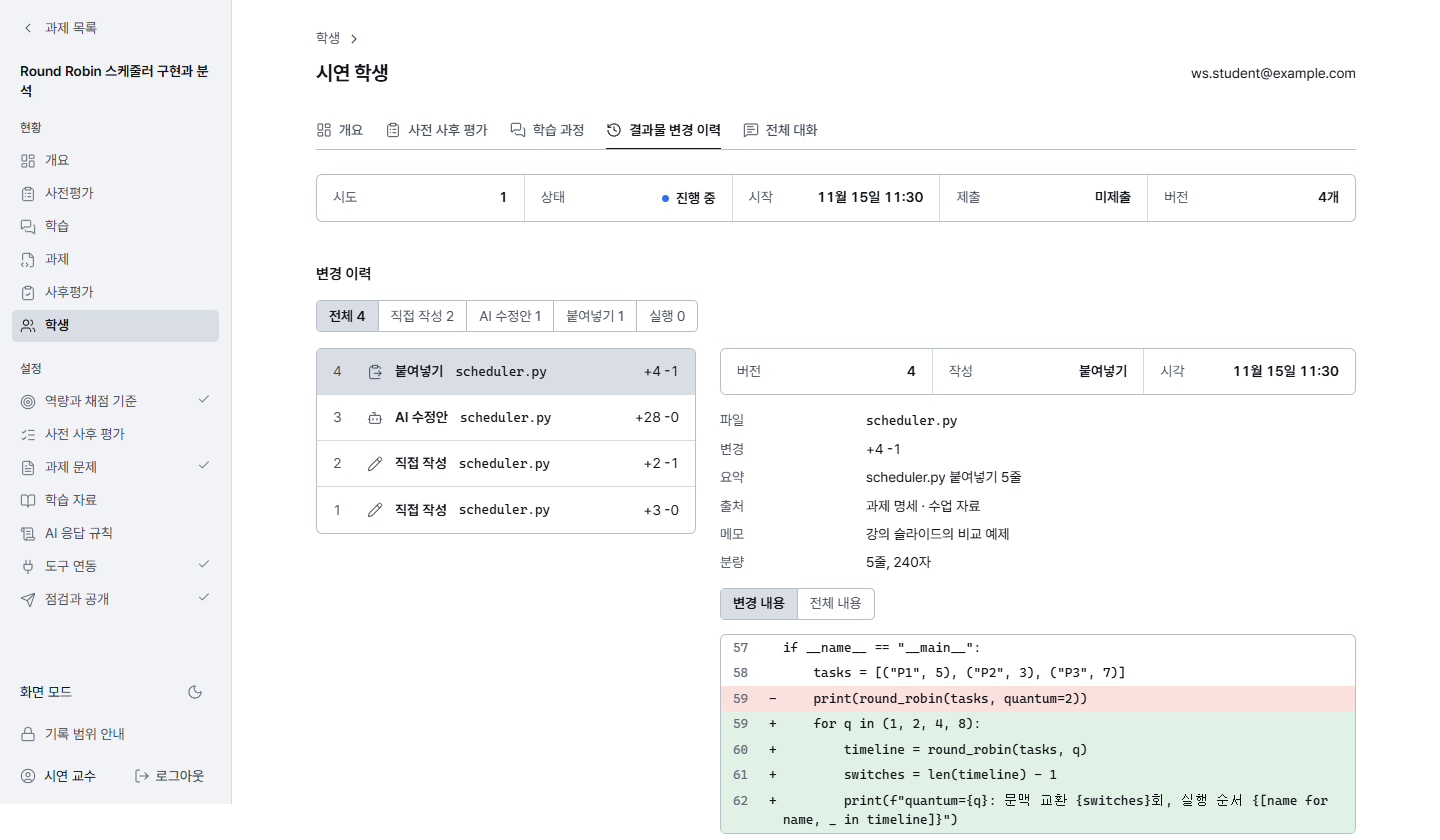 과제 목록
Round Robin 스케줄러 구현과 분
석
현황
개요
사전평가
학습
과제
사후평가
학생
설정
역량과 채점 기준
사전 사후 평가
과제 문제
학습 자료
AI 응답 규칙
도구 연동
점검과 공개
화면 모드
기록 범위 안내
시연 교수 로그아웃
학생
시연 학생 ws.student@example.com
개요 사전 사후 평가 학습 과정 결과물 변경 이력 전체 대화
시도 1 상태 진행 중 시작 11월 15일 11:30 제출 미제출 버전 4개
변경 이력
전체 4 직접 작성 2 AI 수정안 1 붙여넣기 1 실행 0
4 붙여넣기 scheduler.py +4 -1
3 AI 수정안 scheduler.py +28 -0
2 직접 작성 scheduler.py +2 -1
1 직접 작성 scheduler.py +3 -0
버전 4 작성 붙여넣기 시각 11월 15일 11:30
파일 scheduler.py
변경 +4 -1
요약 scheduler.py 붙여넣기 5줄
출처 과제 명세 · 수업 자료
메모 강의 슬라이드의 비교 예제
분량 5줄, 240자
변경 내용 전체 내용
57 if __name__ == "__main__":
58 tasks = [("P1", 5), ("P2", 3), ("P3", 7)]
59 − print(round_robin(tasks, quantum=2))
59 + for q in (1, 2, 4, 8):
60 + timeline = round_robin(tasks, q)
61 + switches = len(timeline) - 1
62 + print(f"quantum={q}: 문맥 교환 {switches}회, 실행 순서 {[name for
name, _ in timeline]}")